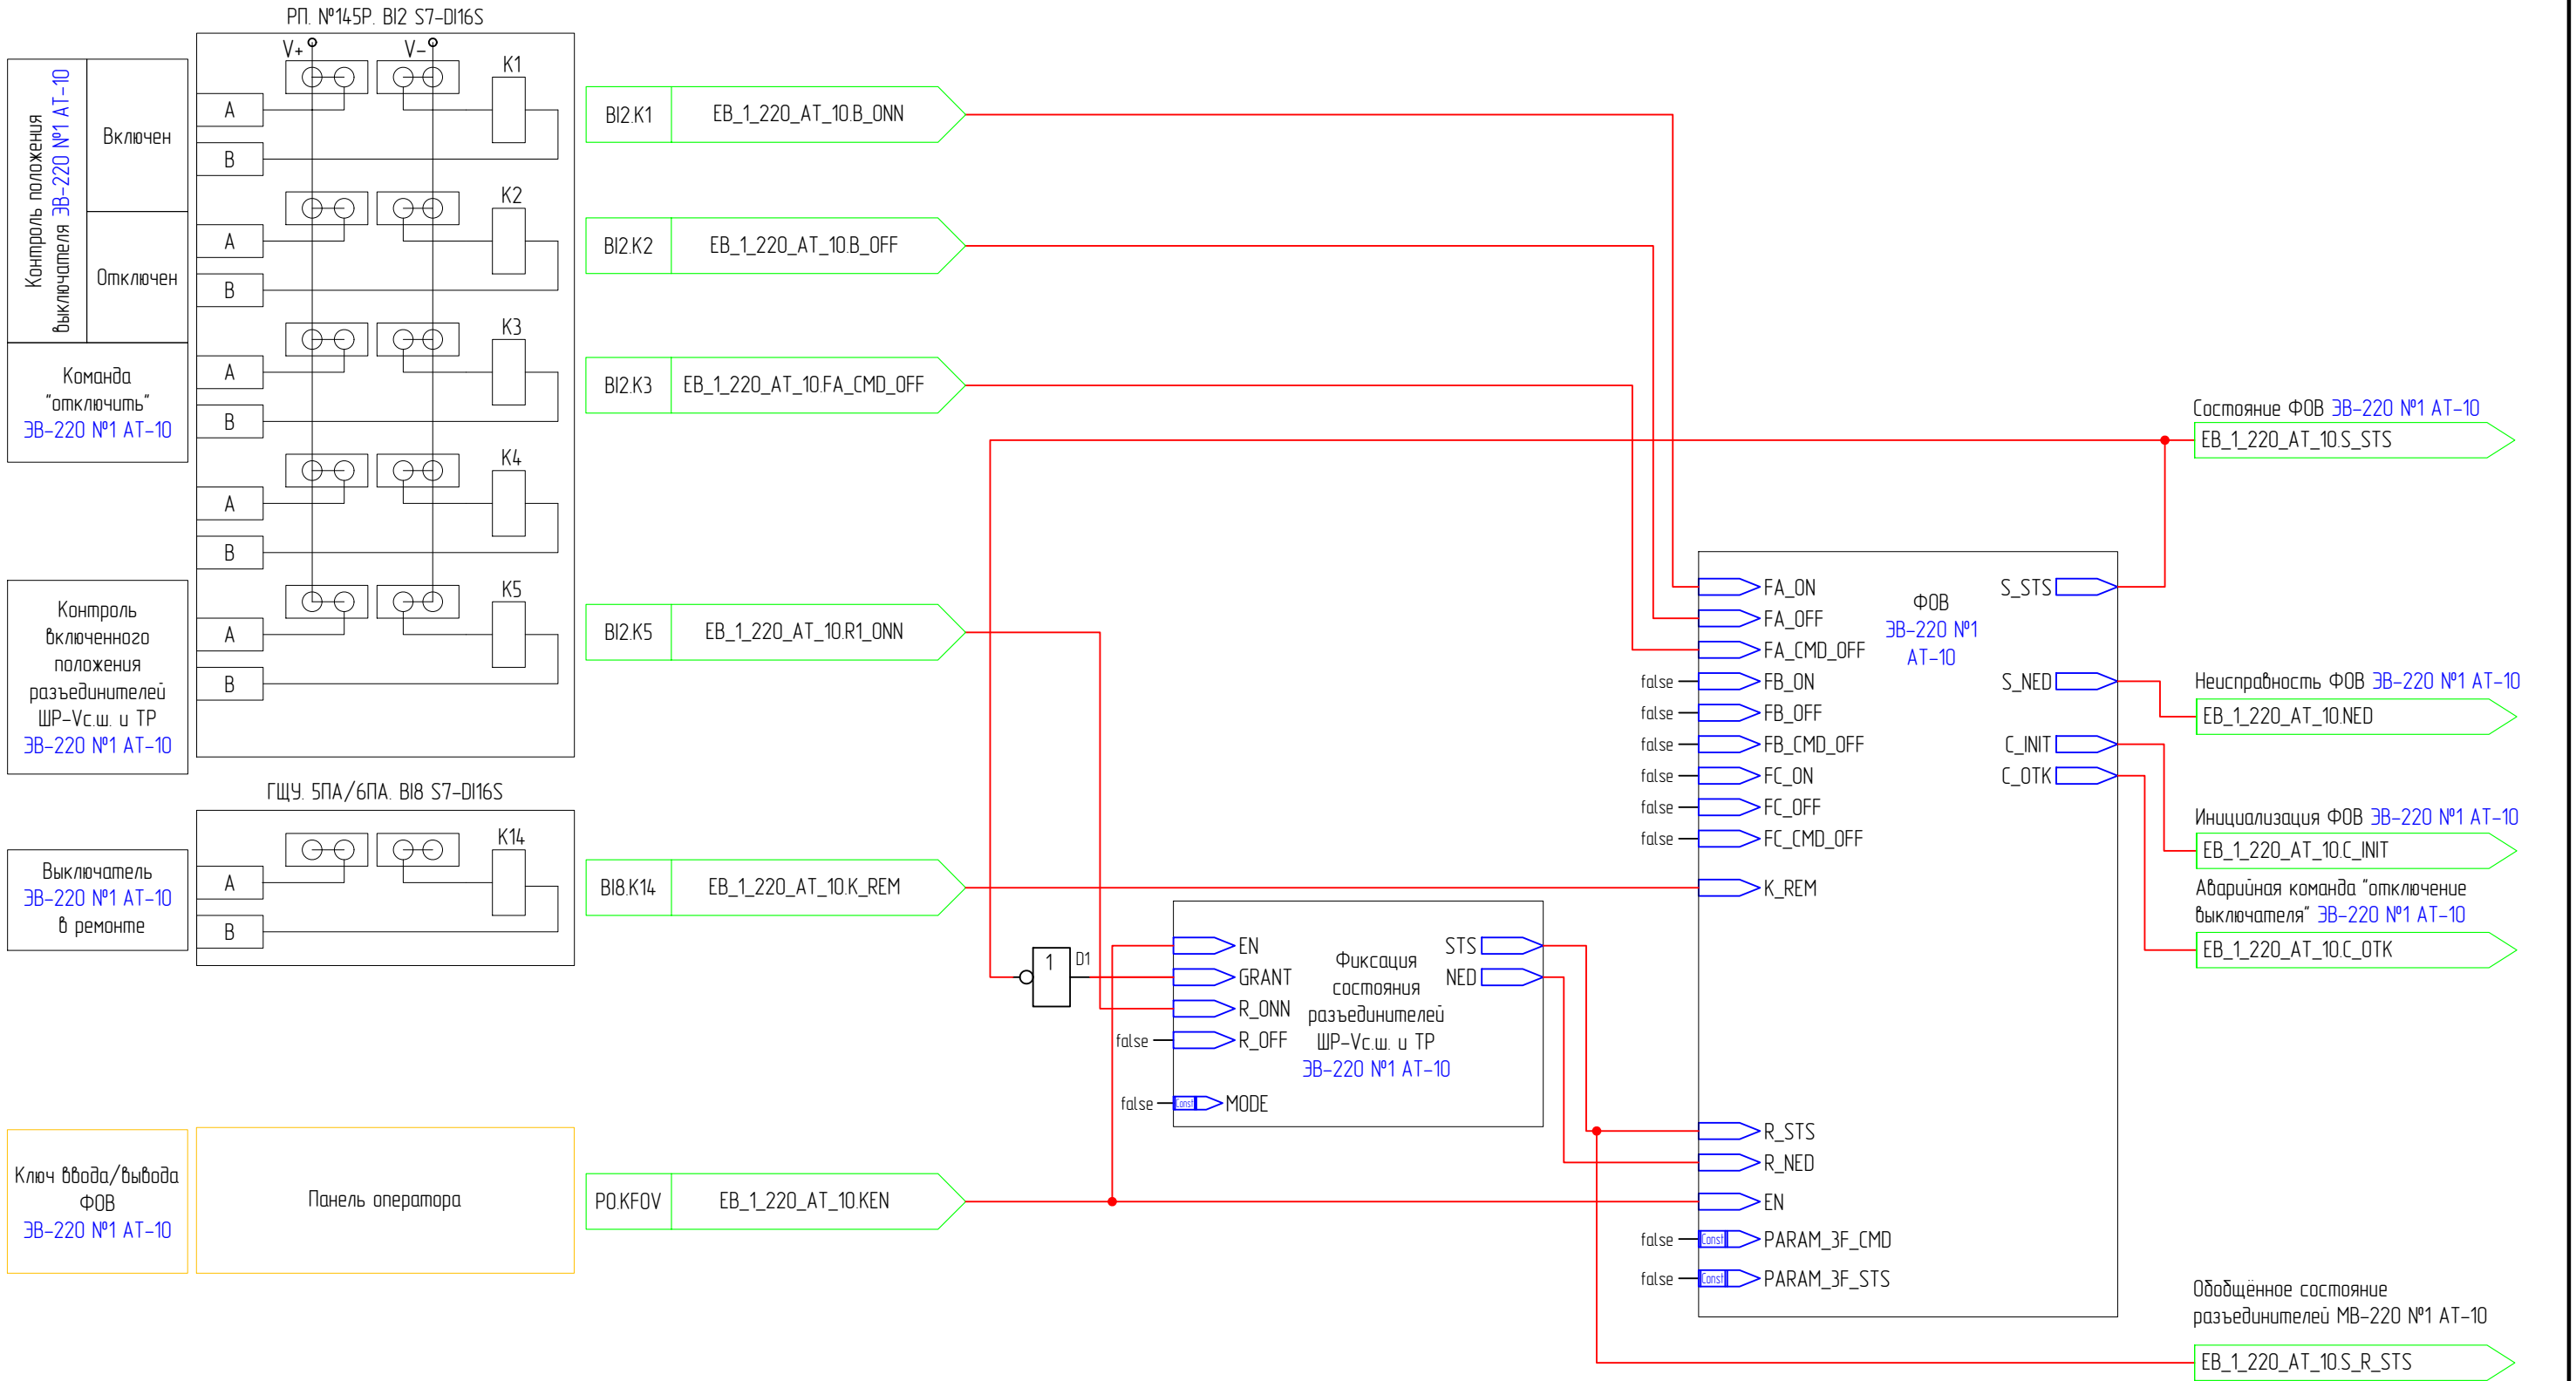 РП. №145Р. BI2 S7-DI16S
V+
V-
Контроль положения
выключателя ЭВ-220 №1 АТ-10
Включен
Отключен
Команда
"отключить"
ЭВ-220 №1 АТ-10
Контроль
включенного
положения
разъединителей
ШР-Vс.ш. и ТР
ЭВ-220 №1 АТ-10
A
B
K1
A
B
K2
A
B
K3
A
B
K4
A
B
K5
ГЩУ. 5ПА/6ПА. BI8 S7-DI16S
Выключатель
ЭВ-220 №1 АТ-10
в ремонте
A
B
K14
Ключ ввода/вывода
ФОВ
ЭВ-220 №1 АТ-10
Панель оператора
BI2.K1 EB_1_220_AT_10.B_ONN
BI2.K2 EB_1_220_AT_10.B_OFF
BI2.K3 EB_1_220_AT_10.FA_CMD_OFF
BI2.K5 EB_1_220_AT_10.R1_ONN
BI8.K14 EB_1_220_AT_10.K_REM
PO.KFOV EB_1_220_AT_10.KEN
1
D1
EN
GRANT
R_ONN
false R_OFF
false Const MODE
Фиксация
состояния
разъединителей
ШР-Vс.ш. и ТР
ЭВ-220 №1 АТ-10
STS
NED
FA_ON
FA_OFF
FA_CMD_OFF
false FB_ON
false FB_OFF
false FB_CMD_OFF
false FC_ON
false FC_OFF
false FC_CMD_OFF
K_REM
R_STS
R_NED
EN
false Const PARAM_3F_CMD
false Const PARAM_3F_STS
ФОВ
ЭВ-220 №1
АТ-10
S_STS
S_NED
C_INIT
C_OTK
Состояние ФОВ ЭВ-220 №1 АТ-10
EB_1_220_AT_10.S_STS
Неисправность ФОВ ЭВ-220 №1 АТ-10
EB_1_220_AT_10.NED
Инициализация ФОВ ЭВ-220 №1 АТ-10
EB_1_220_AT_10.C_INIT
Аварийная команда "отключение
выключателя" ЭВ-220 №1 АТ-10
EB_1_220_AT_10.C_OTK
Обобщённое состояние
разъединителей МВ-220 №1 АТ-10
EB_1_220_AT_10.S_R_STS